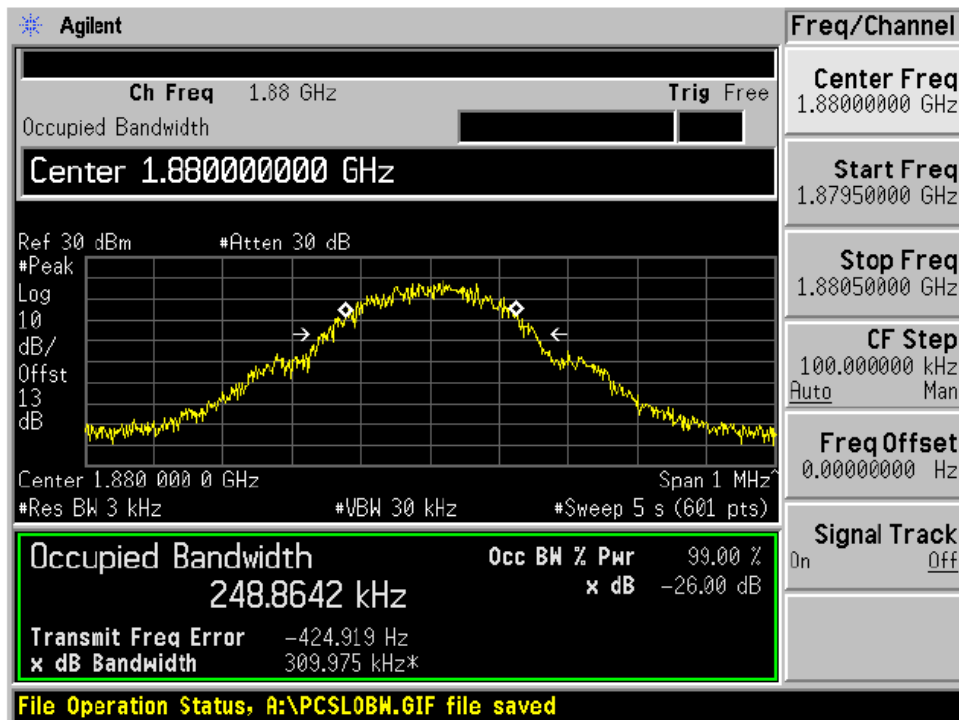 Agilent
Freq/Channel
Ch Freq 1.88 GHz Trig Free
Occupied Bandwidth
Center 1.880000000 GHz
Ref 30 dBm #Atten 30 dB
#Peak
Log
10
dB/
Offst
13
dB
Center 1.880 000 0 GHz Span 1 MHz^
#Res BW 3 kHz #VBW 30 kHz #Sweep 5 s (601 pts)
Occupied Bandwidth Occ BW % Pwr 99.00 %
248.8642 kHz x dB -26.00 dB
Transmit Freq Error -424.919 Hz
x dB Bandwidth 309.975 kHz*
File Operation Status, A:\PCSLOBW.GIF file saved
Center Freq
1.88000000 GHz
Start Freq
1.87950000 GHz
Stop Freq
1.88050000 GHz
CF Step
100.000000 kHz
Auto Man
Freq Offset
0.00000000 Hz
Signal Track
On Off